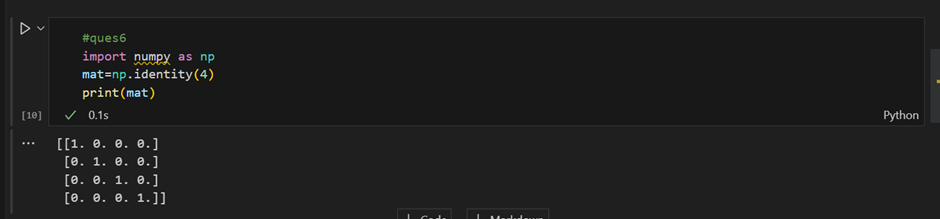 #ques6
import numpy as np
mat=np.identity(4)
print(mat)
[10]
0.1s
Python
...
[[1. 0. 0. 0.]
[0. 1. 0. 0.]
[0. 0. 1. 0.]
[0. 0. 0. 1.]]